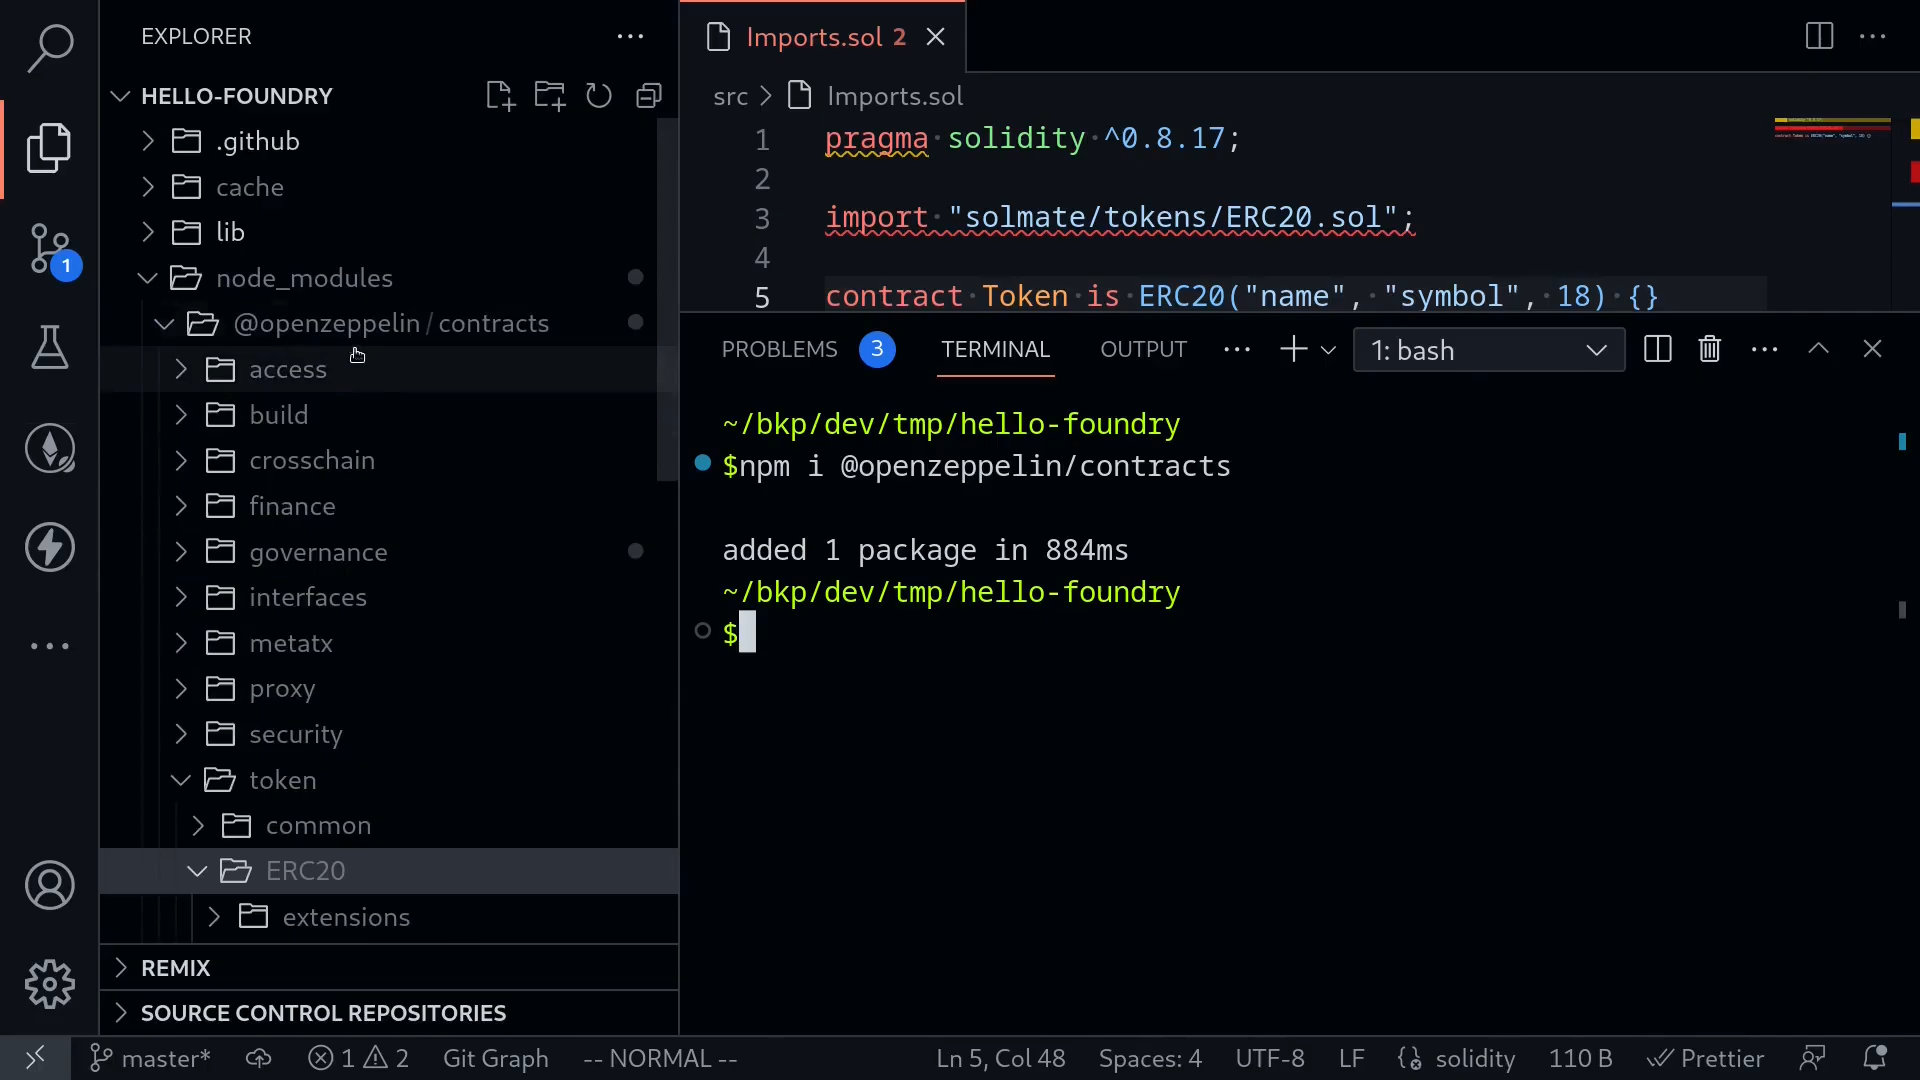 EXPLORER
HELLO-FOUNDRY
.github
cache
lib
node_modules
@openzeppelin/contracts
access
build
crosschain
finance
governance
interfaces
metatx
proxy
security
token
common
ERC20
extensions
REMIX
SOURCE CONTROL REPOSITORIES
1
Imports.sol 2
src > Imports.sol
1 pragma·solidity·^0.8.17;
2
3 import·"solmate/tokens/ERC20.sol";
4
5 contract·Token·is·ERC20("name",·"symbol",·18)·{}
PROBLEMS 3 TERMINAL OUTPUT 1: bash
~/bkp/dev/tmp/hello-foundry
$npm i @openzeppelin/contracts
added 1 package in 884ms
~/bkp/dev/tmp/hello-foundry
$
master* 1 2 Git Graph -- NORMAL -- Ln 5, Col 48 Spaces: 4 UTF-8 LF solidity 110 B Prettier